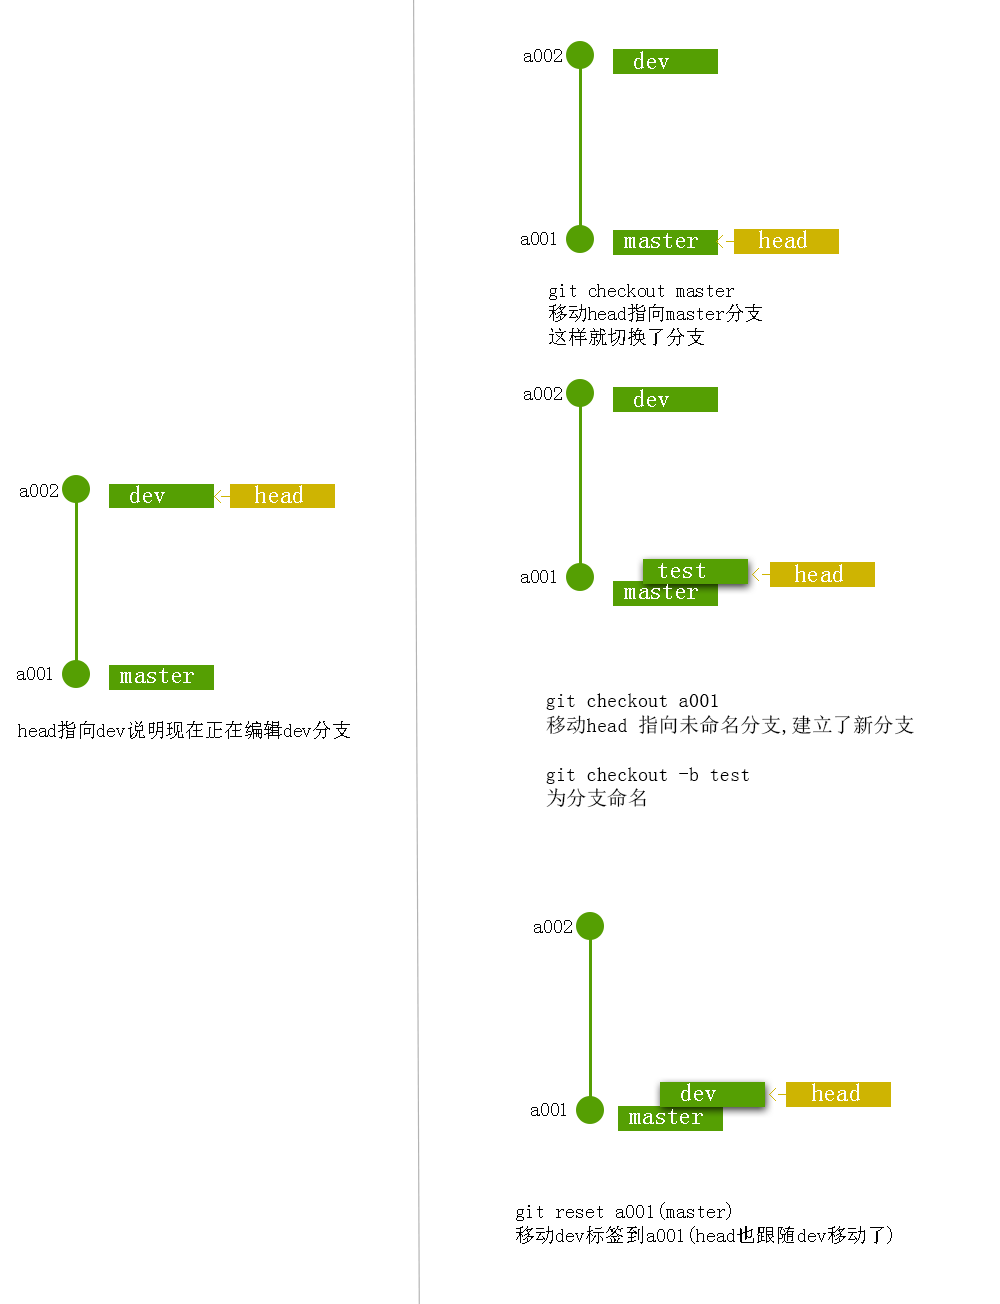 a002
dev
head
a001
master
head指向dev说明现在正在编辑dev分支
a002
dev
a001
master
head
git checkout master
移动head指向master分支
这样就切换了分支
a002
dev
a001
test
head
master
git checkout a001
移动head 指向未命名分支,建立了新分支
git checkout -b test
为分支命名
a002
a001
dev
head
master
git reset a001(master)
移动dev标签到a001(head也跟随dev移动了)